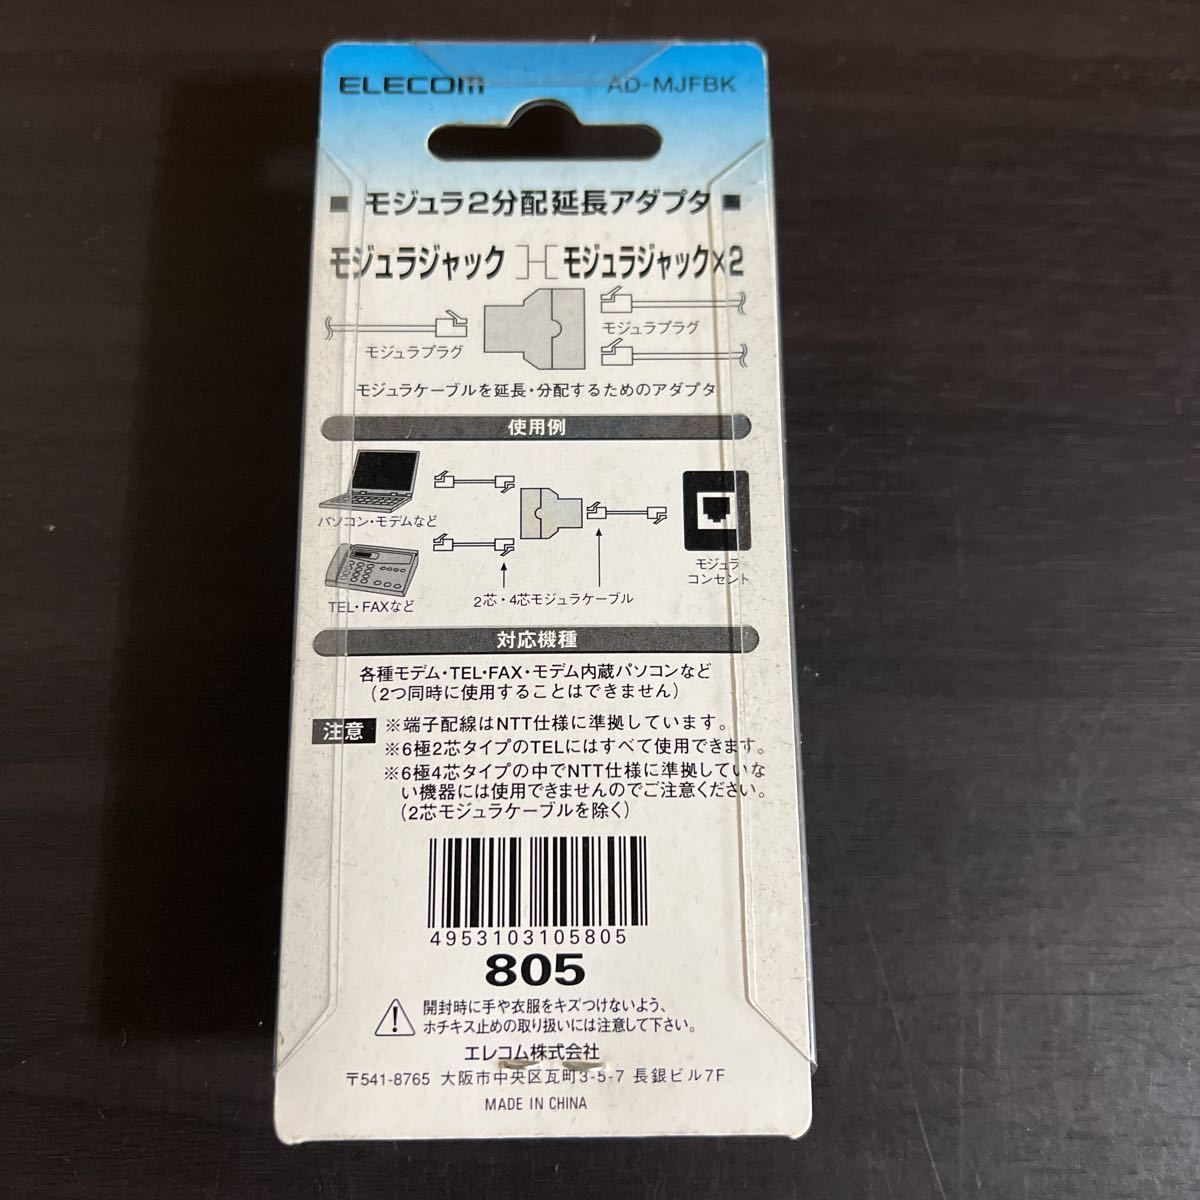 ELECOM AD-MJFBK
■ モジュラ2分配延長アダプタ ■
モジュラジャック モジュラジャック×2
モジュラプラグ
モジュラプラグ
モジュラケーブルを延長・分配するためのアダプタ
使用例
パソコン・モデムなど
モジュラ
コンセント
TEL・FAXなど
2芯・4芯モジュラケーブル
対応機種
各種モデム・TEL・FAX・モデム内蔵パソコンなど
(2つ同時に使用することはできません)
注意
※端子配線はNTT仕様に準拠しています。
※6極2芯タイプのTELにはすべて使用できます。
※6極4芯タイプの中でNTT仕様に準拠していな
い機器には使用できませんのでご注意ください。
(2芯モジュラケーブルを除く)
4953103105805
805
開封時に手や衣服をキズつけないよう、
ホチキス止めの取り扱いには注意して下さい。
エレコム株式会社
〒541-8765 大阪市中央区瓦町3-5-7 長銀ビル7F
MADE IN CHINA